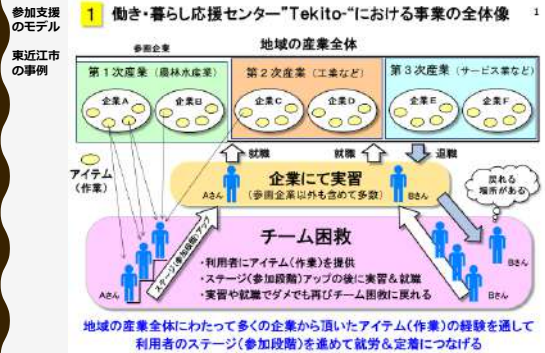 参加支援
のモデル
東近江市
の事例
1 働き・暮らし応援センター”Tekito-“における事業の全体像
1
参画企業
地域の産業全体
第1次産業(農林水産業)
第2次産業(工業など)
第3次産業(サービス業など)
企業A
企業B
企業C
企業D
企業E
企業F
アイテム
(作業)
就職
就職
退職
企業にて実習
(参画企業以外も含めて多数)
Aさん
Bさん
戻れる
場所がある
ステージ(参加段階)アップ
チーム困救
・利用者にアイテム(作業)を提供
・ステージ(参加段階)アップの後に実習&就職
・実習や就職でダメでも再びチーム困救に戻れる
Aさん
Bさん
Bさん
地域の産業全体にわたって多くの企業から頂いたアイテム(作業)の経験を通して
利用者のステージ(参加段階)を進めて就労&定着につなげる